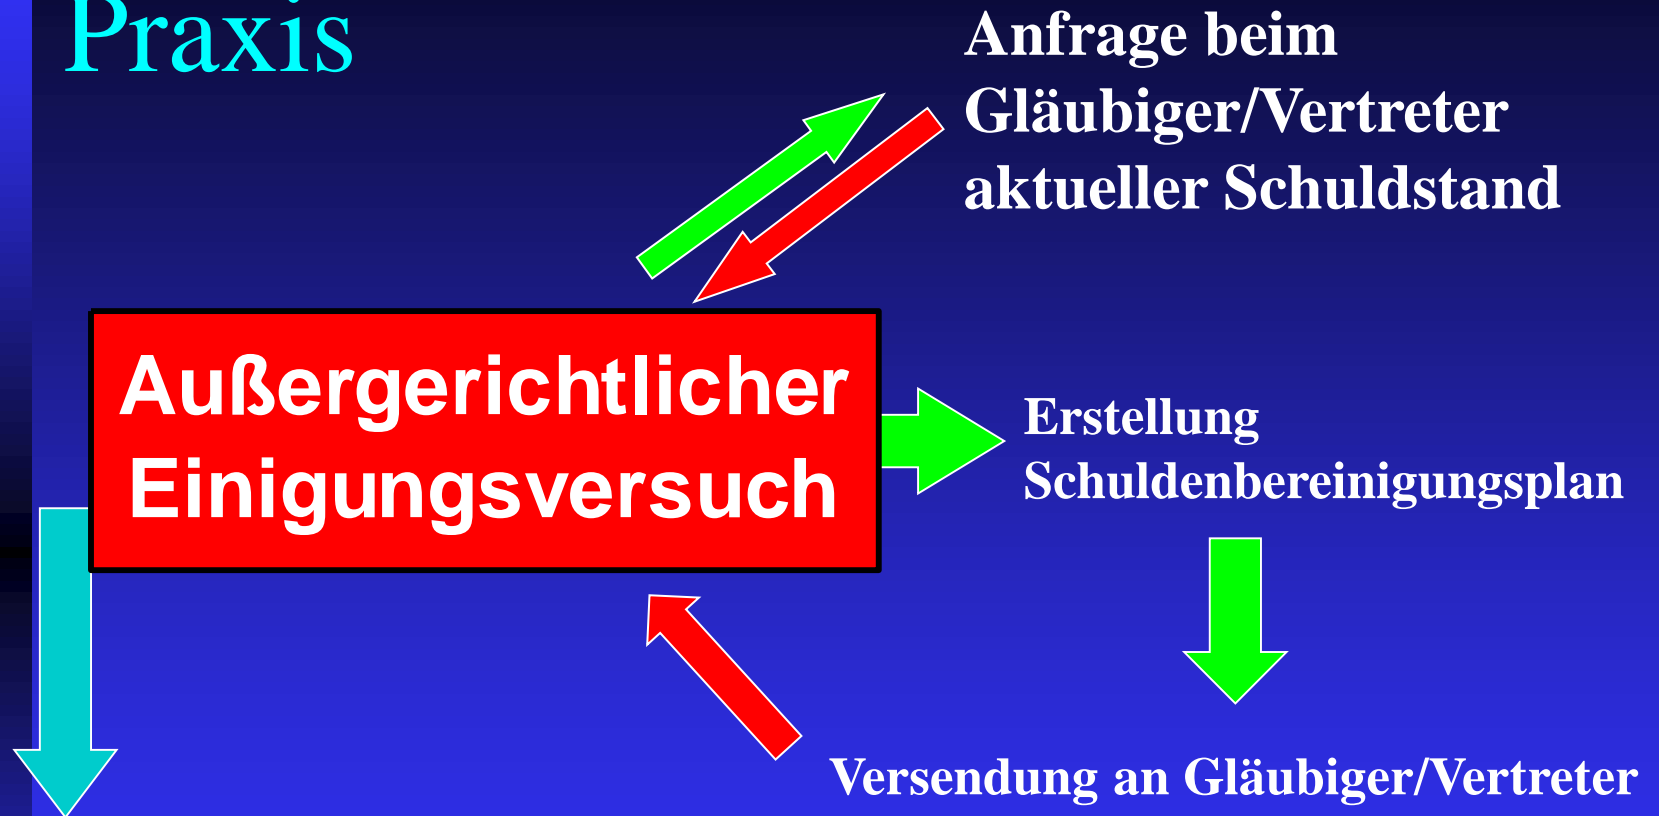 Praxis
Anfrage beim
Gläubiger/Vertreter
aktueller Schuldstand
Außergerichtlicher
Einigungsversuch
Erstellung
Schuldenbereinigungsplan
Versendung an Gläubiger/Vertreter